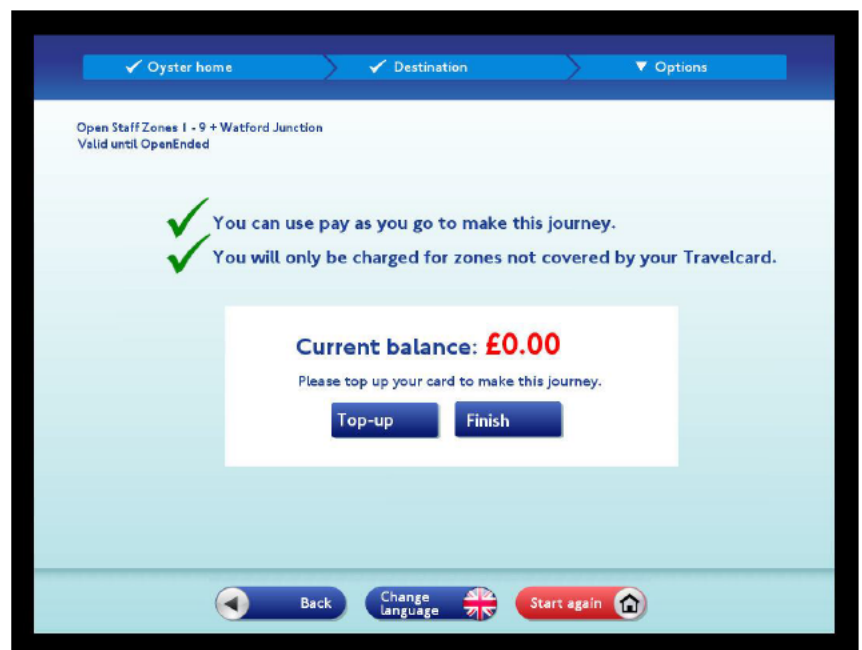 ✓ Oyster home
✓ Destination
▼ Options
Open Staff Zones 1 - 9 + Watford Junction
Valid until OpenEnded
You can use pay as you go to make this journey.
You will only be charged for zones not covered by your Travelcard.
Current balance: £0.00
Please top up your card to make this journey.
Top-up
Finish
Back
Change
language
Start again